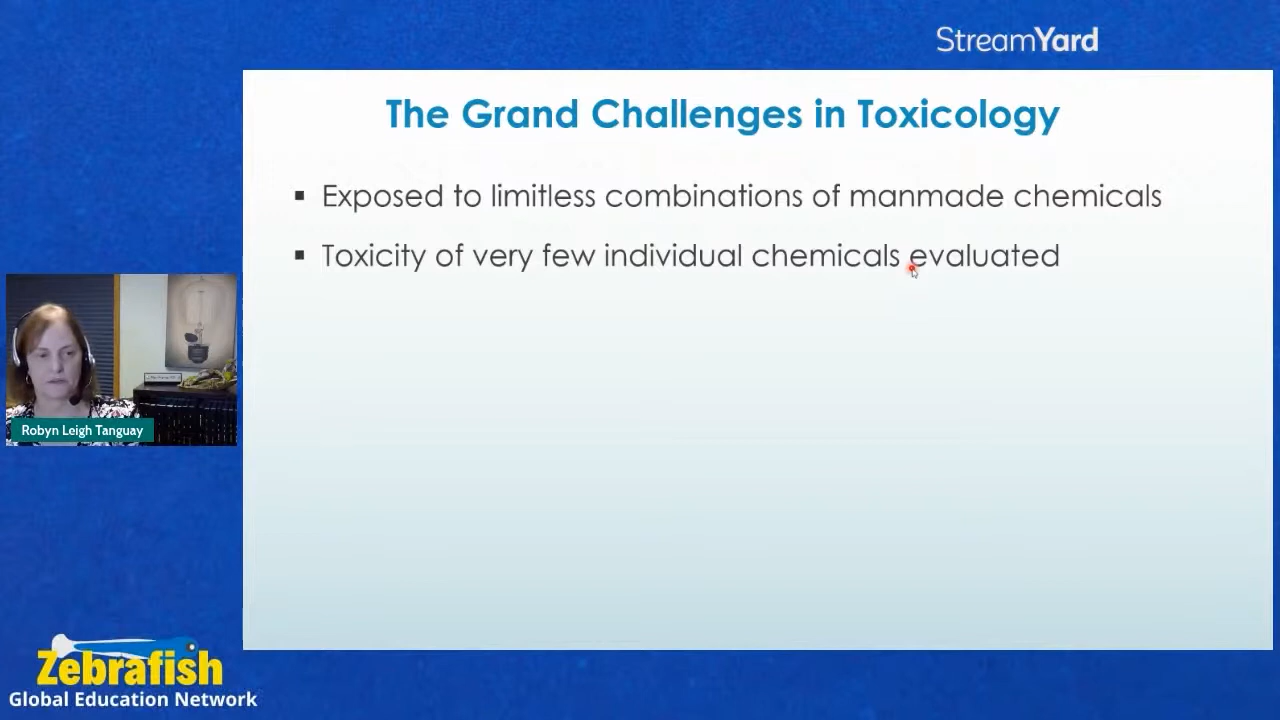 StreamYard
The Grand Challenges in Toxicology
▪ Exposed to limitless combinations of manmade chemicals
▪ Toxicity of very few individual chemicals evaluated
Robyn Leigh Tanguay
Zebrafish
Global Education Network